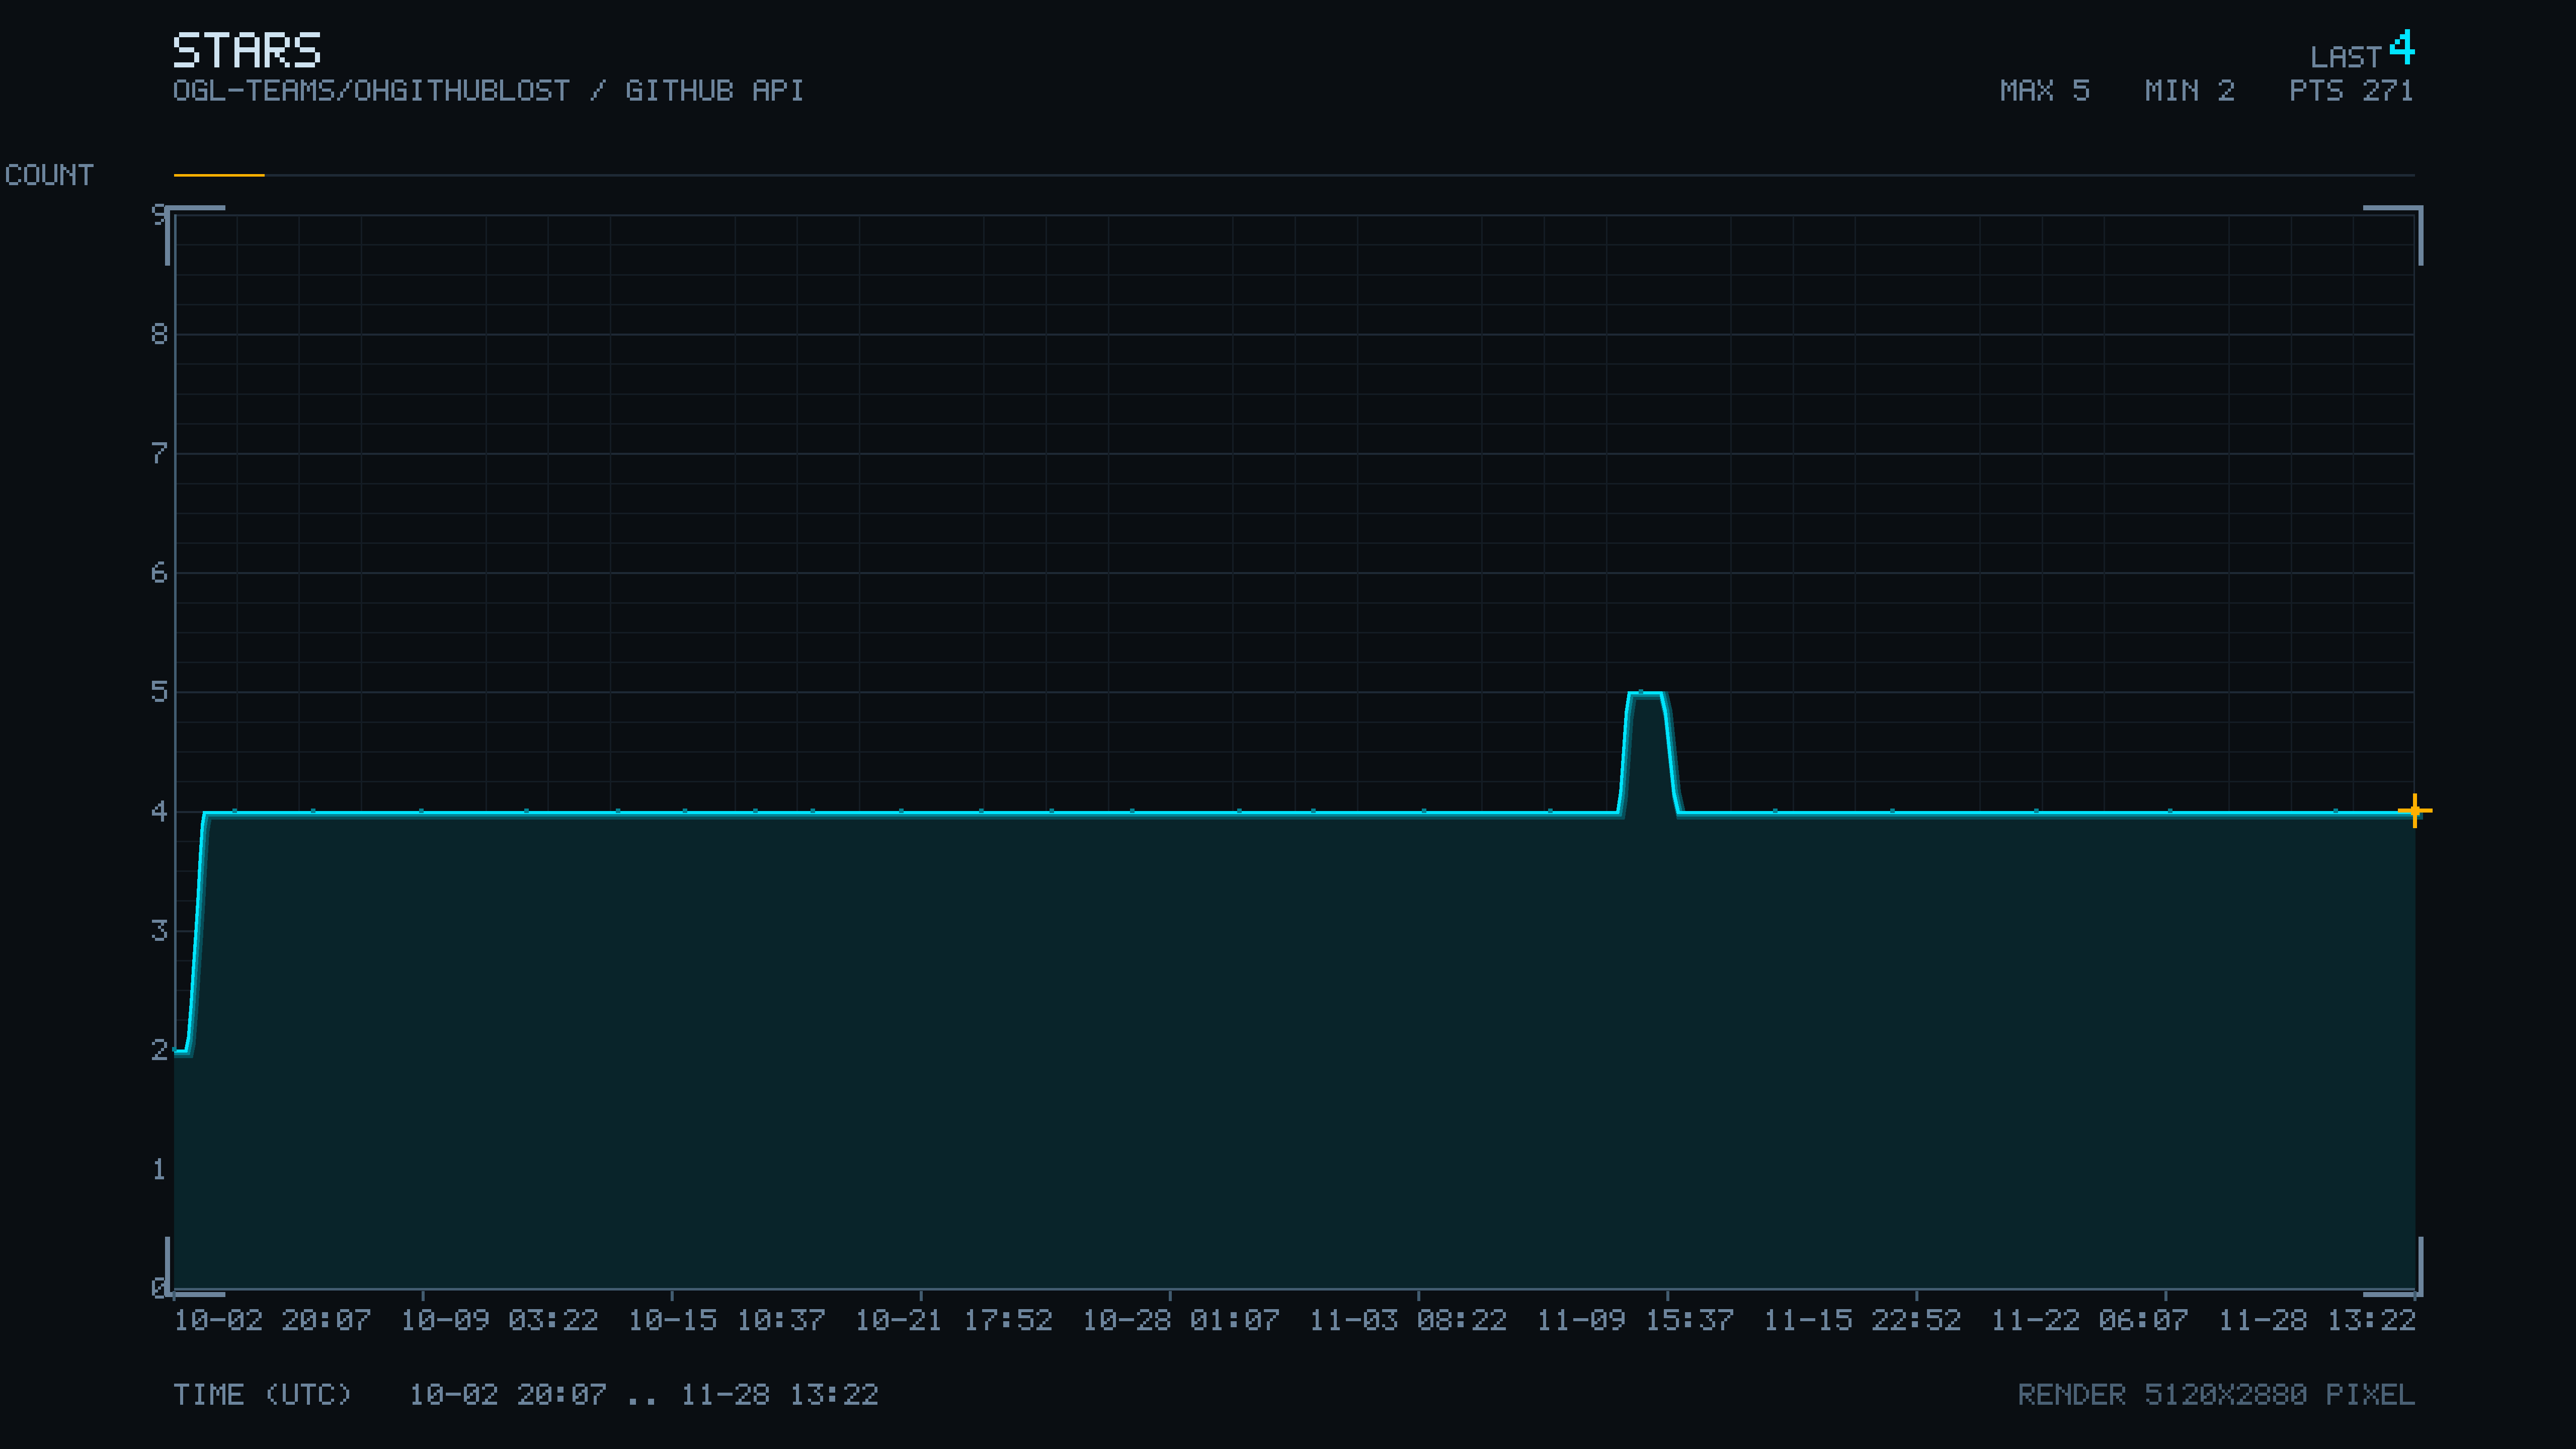 STARS
LAST 4
OGL-TEAMS/OHGITHUBLOST / GITHUB API
MAX 5 MIN 2 PTS 271
COUNT
9
8
7
6
5
4
3
2
1
0
10-02 20:07 10-09 03:22 10-15 10:37 10-21 17:52 10-28 01:07 11-03 08:22 11-09 15:37 11-15 22:52 11-22 06:07 11-28 13:22
TIME (UTC) 10-02 20:07 .. 11-28 13:22
RENDER 5120X2880 PIXEL